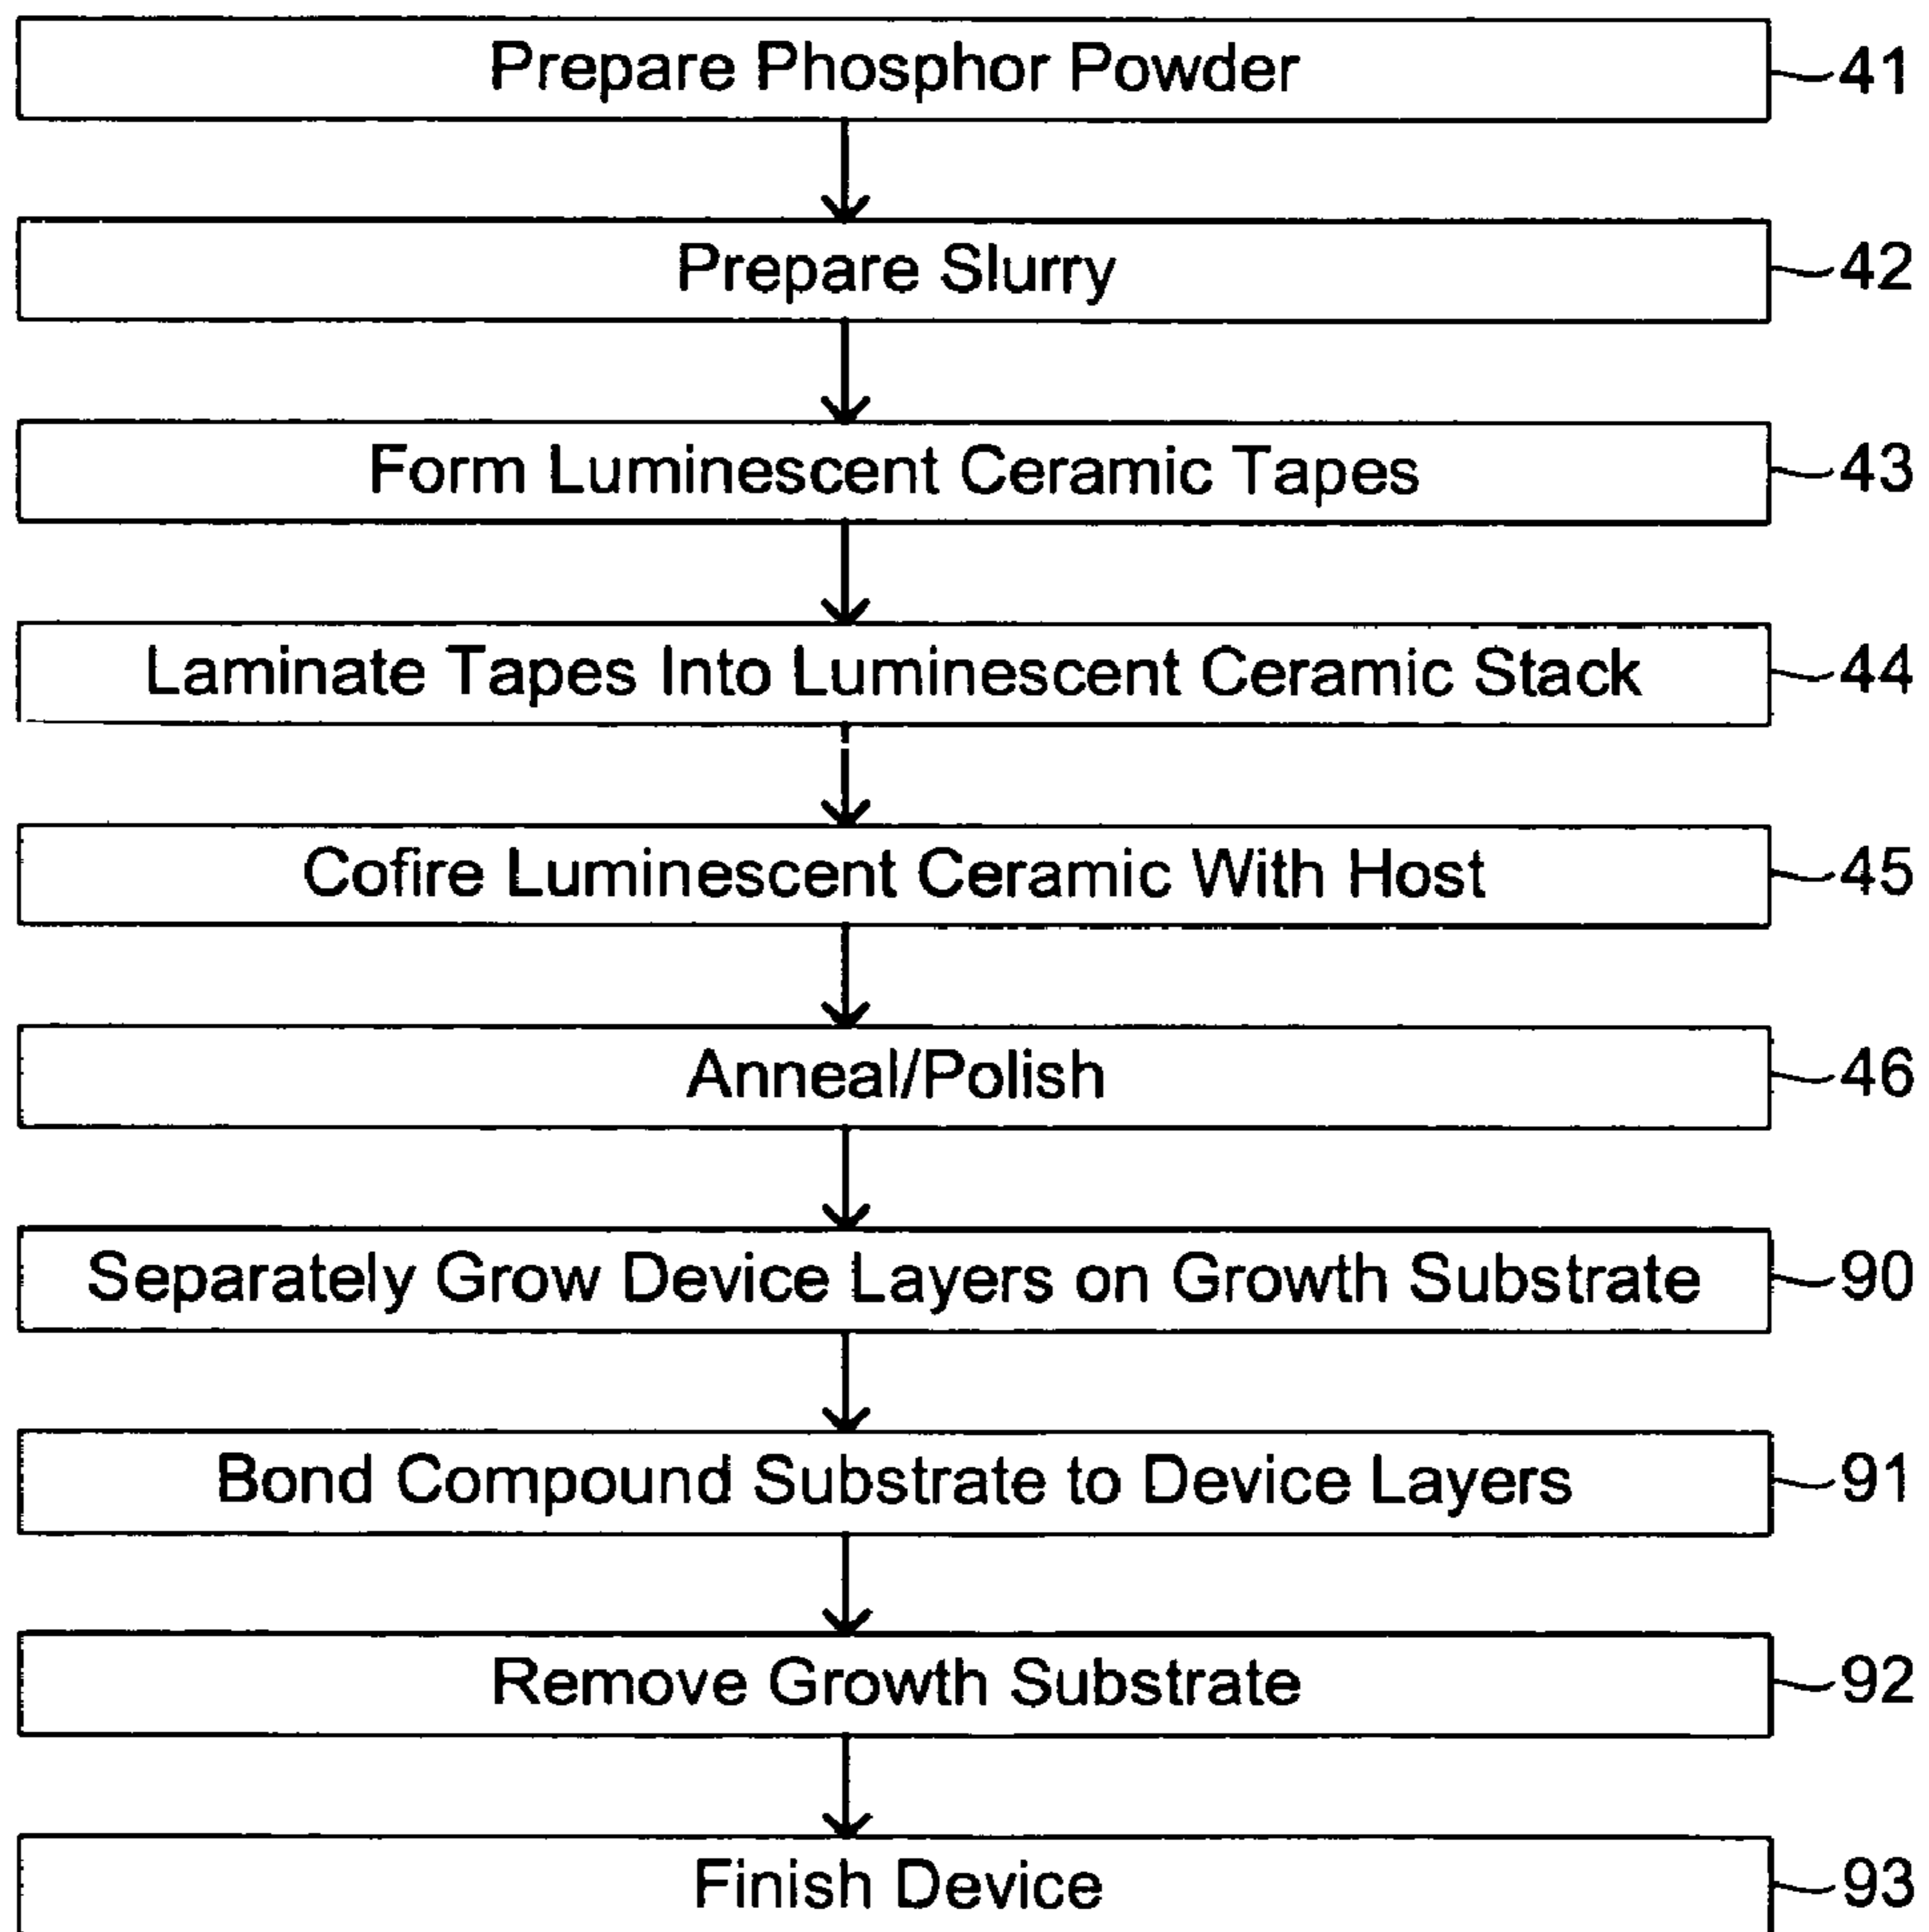 Prepare Phosphor Powder 41
Prepare Slurry 42
Form Luminescent Ceramic Tapes 43
Laminate Tapes Into Luminescent Ceramic Stack 44
Cofire Luminescent Ceramic With Host 45
Anneal/Polish 46
Separately Grow Device Layers on Growth Substrate 90
Bond Compound Substrate to Device Layers 91
Remove Growth Substrate 92
Finish Device 93